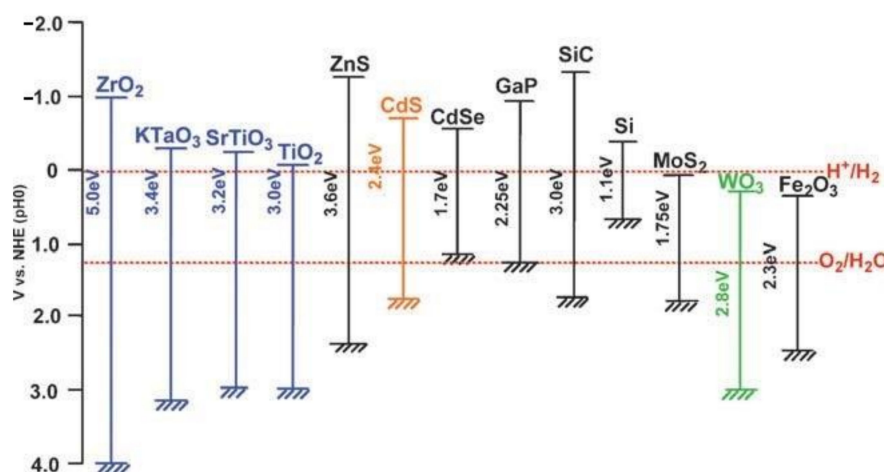 −2.0
−1.0
0
1.0
2.0
3.0
4.0
V vs. NHE (pH0)
ZrO2
5.0eV
KTaO3
3.4eV
SrTiO3
3.2eV
TiO2
3.0eV
ZnS
3.6eV
CdS
2.4eV
CdSe
1.7eV
GaP
2.25eV
SiC
3.0eV
Si
1.1eV
MoS2
1.75eV
WO3
2.8eV
Fe2O3
2.3eV
H+/H2
O2/H2O